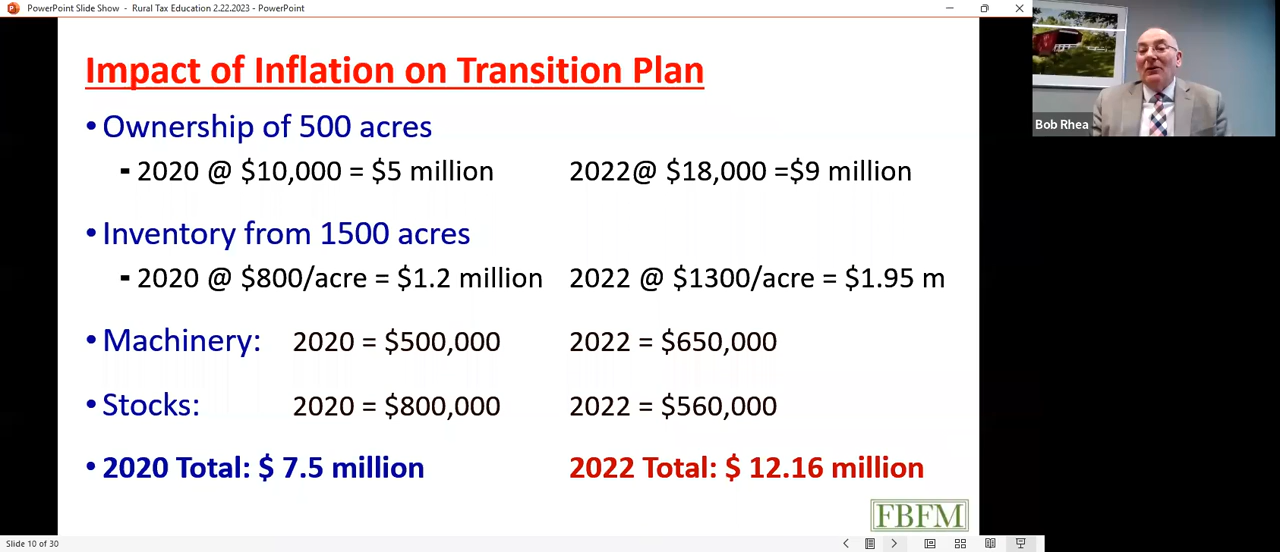 PowerPoint Slide Show - Rural Tax Education 2.22.2023 - PowerPoint
Impact of Inflation on Transition Plan
• Ownership of 500 acres
- 2020 @ $10,000 = $5 million 2022@ $18,000 =$9 million
• Inventory from 1500 acres
- 2020 @ $800/acre = $1.2 million 2022 @ $1300/acre = $1.95 m
• Machinery: 2020 = $500,000 2022 = $650,000
• Stocks: 2020 = $800,000 2022 = $560,000
• 2020 Total: $ 7.5 million 2022 Total: $ 12.16 million
FBFM
Slide 10 of 30
Bob Rhea